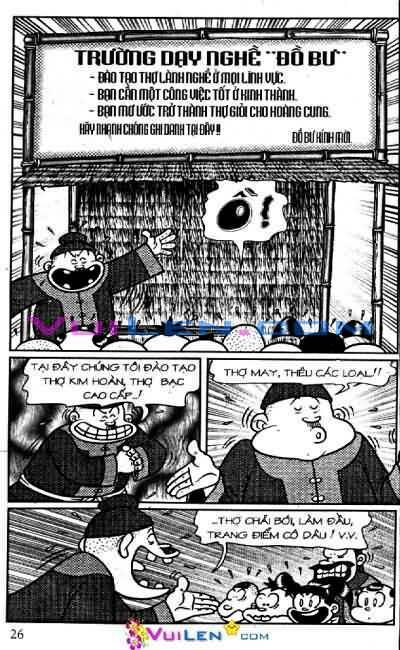 TRƯỜNG DẠY NGHỀ "ĐỒ BƯ"
- ĐÀO TẠO THỢ LÀNH NGHỀ Ở MỌI LĨNH VỰC.
- BẠN CẦN MỘT CÔNG VIỆC TỐT Ở KINH THÀNH.
- BẠN MƠ ƯỚC TRỞ THÀNH THỢ GIỎI CHO HOÀNG CUNG.
HÃY NHANH CHÓNG GHI DANH TẠI ĐÂY!!
ĐỒ BƯ KÍNH MỜI.
Ồ!
VUILEN.COM
TẠI ĐÂY CHÚNG TÔI ĐÀO TẠO
THỢ KIM HOÀN, THỢ BẠC
CAO CẤP..!
THỢ MAY, THÊU CÁC LOẠI..!!
...THỢ CHẢI BỚI, LÀM ĐẦU,
TRANG ĐIỂM CÔ DÂU! V.V.
26
VUILEN.COM